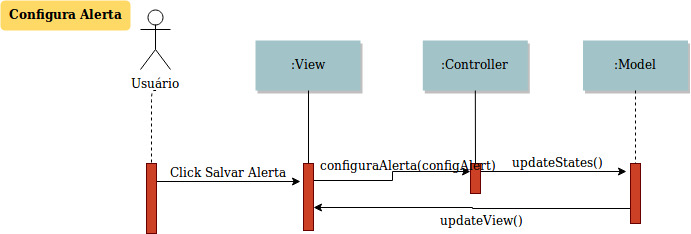 Configura Alerta
Usuário
:View
:Controller
:Model
Click Salvar Alerta
configuraAlerta(configAlert)
updateStates()
updateView()